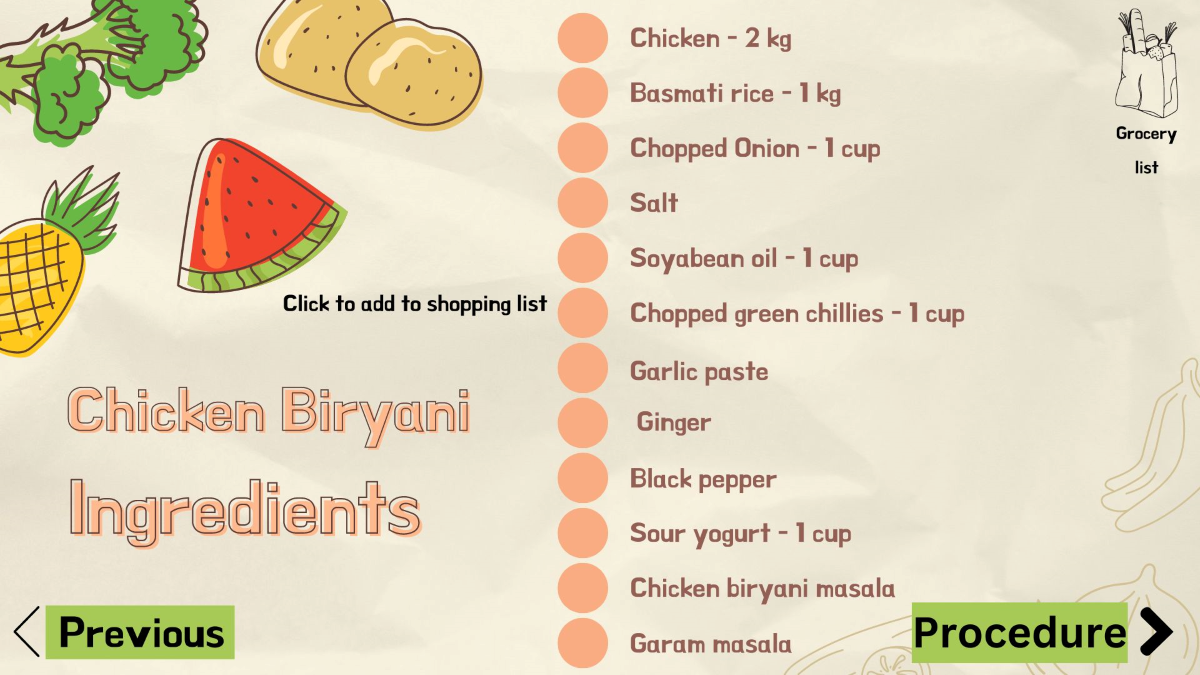 Chicken - 2 kg
Basmati rice - 1 kg
Chopped Onion - 1 cup
Salt
Soyabean oil - 1 cup
Chopped green chillies - 1 cup
Garlic paste
Ginger
Black pepper
Sour yogurt - 1 cup
Chicken biryani masala
Garam masala
Grocery
list
Click to add to shopping list
Chicken Biryani
Ingredients
Previous
Procedure